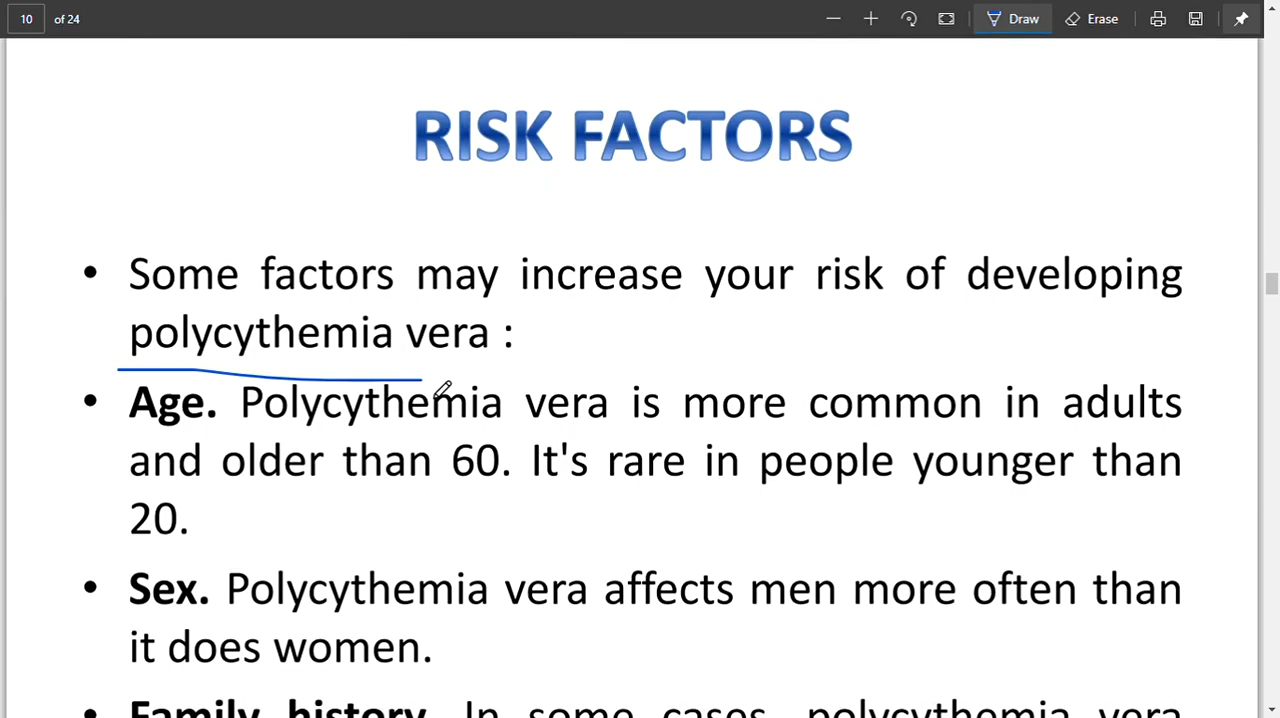 10 of 24 Draw Erase
RISK FACTORS
• Some factors may increase your risk of developing
polycythemia vera :
• Age. Polycythemia vera is more common in adults
and older than 60. It's rare in people younger than
20.
• Sex. Polycythemia vera affects men more often than
it does women.
• Family history. In some cases, polycythemia vera